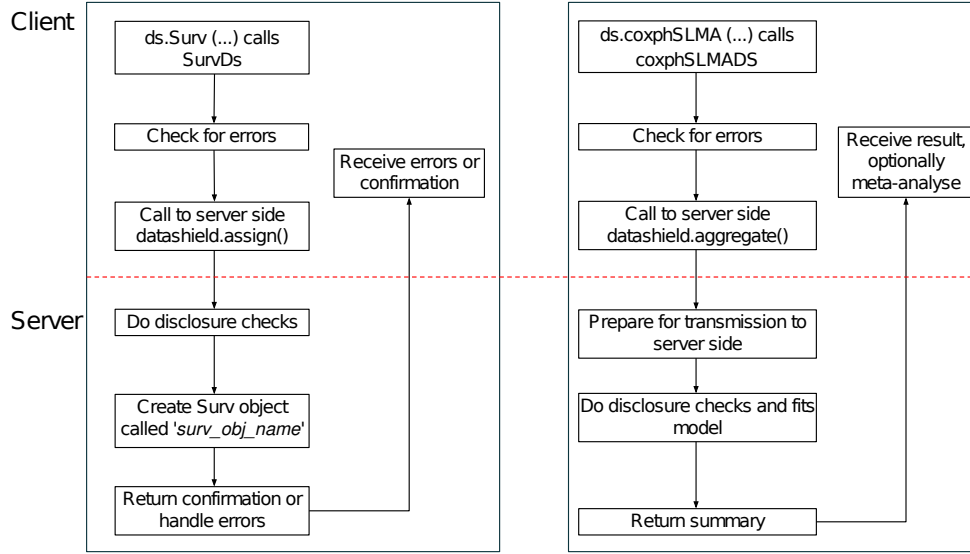 Client
ds.Surv (...) calls
SurvDs
Check for errors
Receive errors or
confirmation
Call to server side
datashield.assign()
ds.coxphSLMA (...) calls
coxphSLMADS
Check for errors
Receive result,
optionally
meta-analyse
Call to server side
datashield.aggregate()
Server
Do disclosure checks
Create Surv object
called 'surv_obj_name'
Return confirmation or
handle errors
Prepare for transmission to
server side
Do disclosure checks and fits
model
Return summary